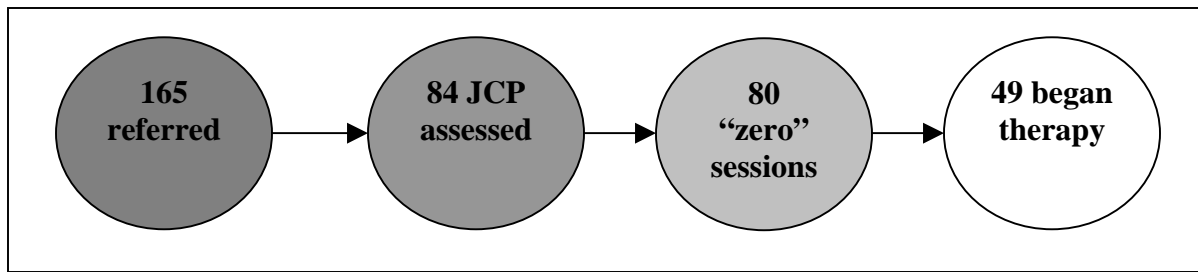 165
referred
84 JCP
assessed
80
“zero”
sessions
49 began
therapy